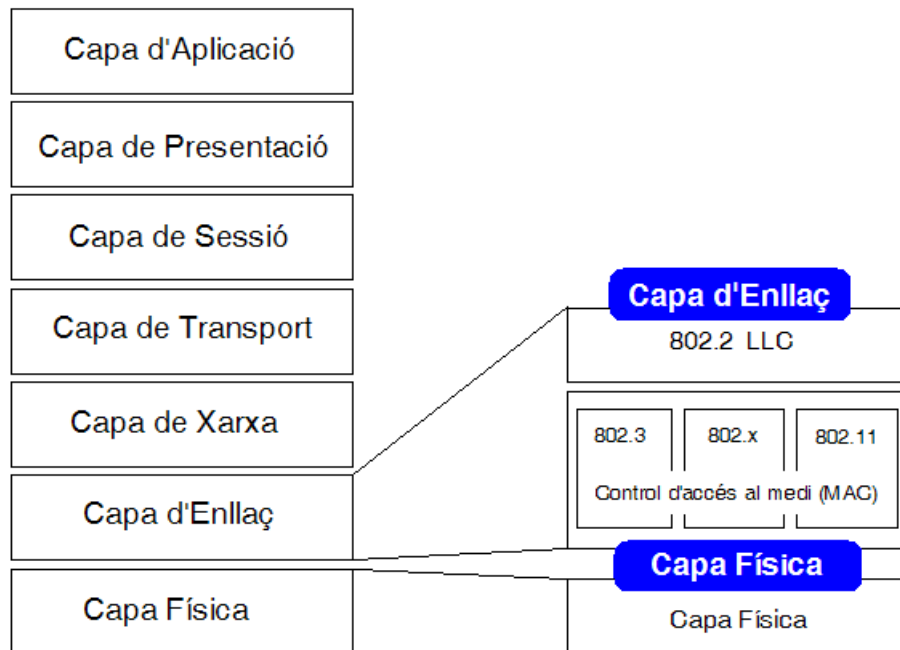 Capa d'Aplicació
Capa de Presentació
Capa de Sessió
Capa de Transport
Capa de Xarxa
Capa d'Enllaç
Capa Física
Capa d'Enllaç
802.2 LLC
802.3 802.x 802.11
Control d'accés al medi (MAC)
Capa Física
Capa Física